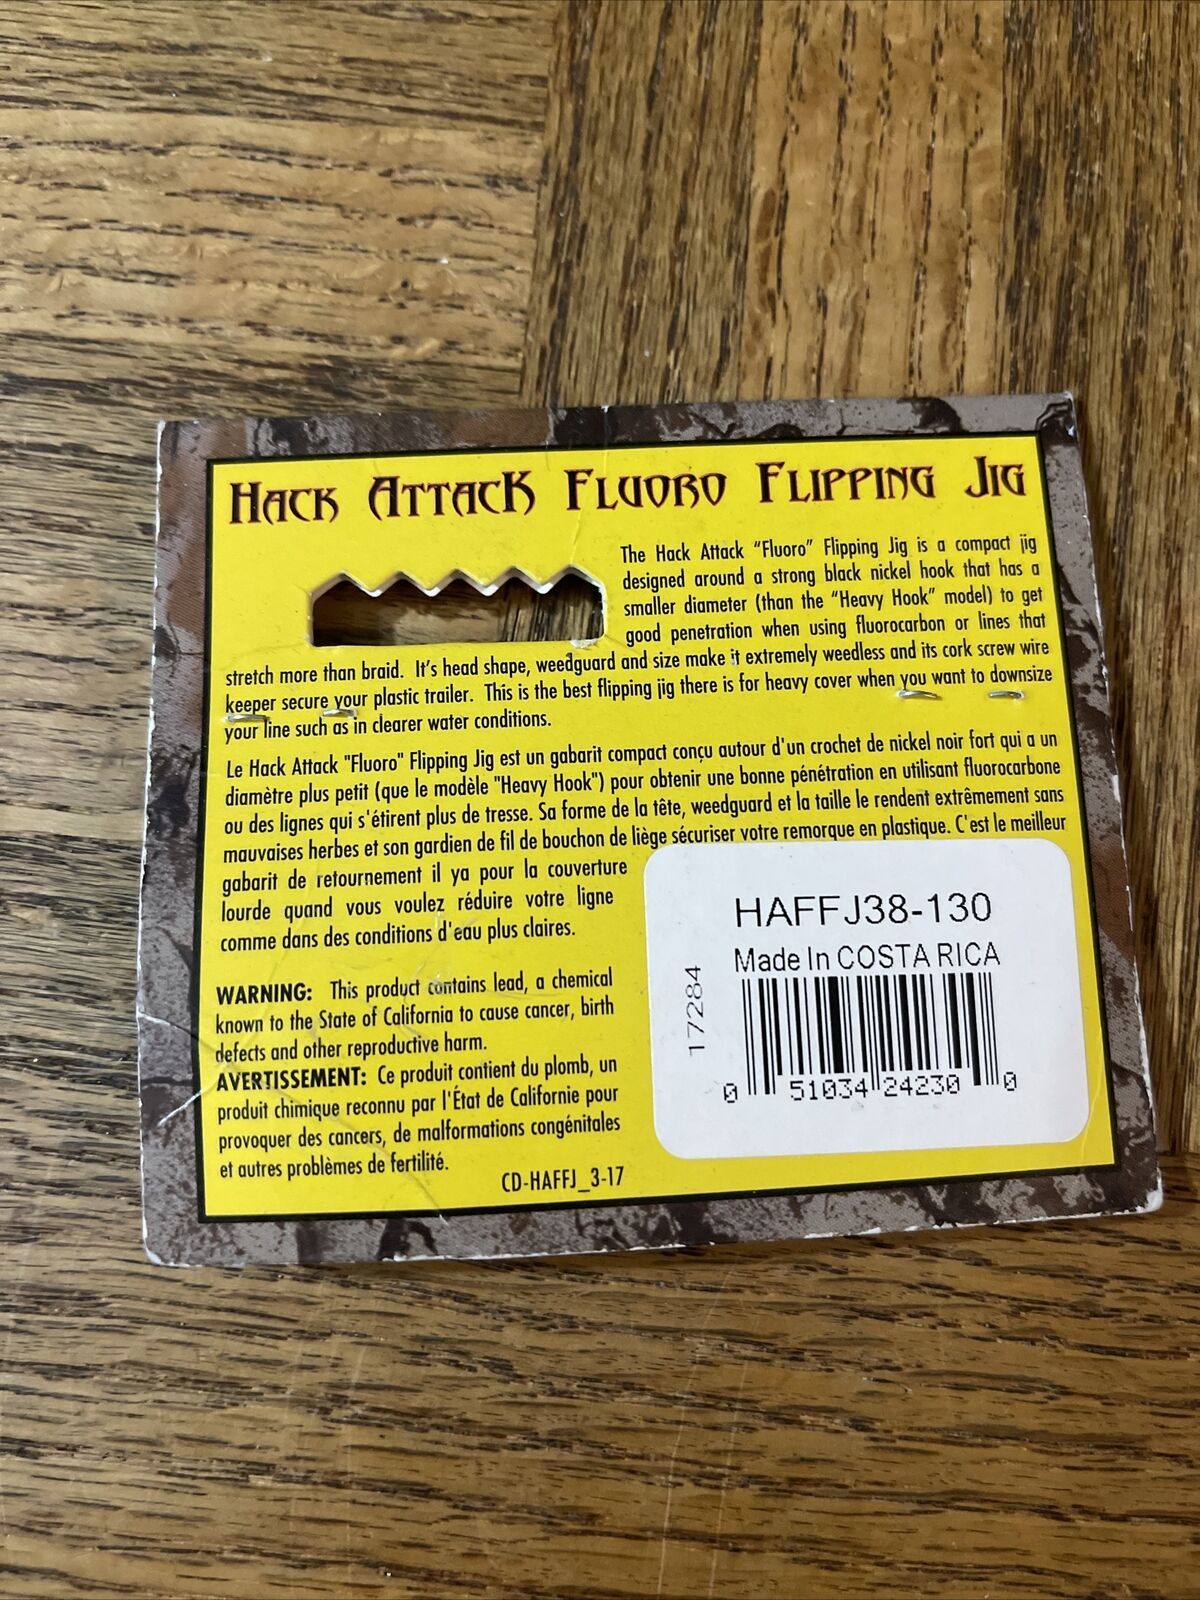 HACK ATTACK FLUORO FLIPPING JIG
The Hack Attack "Fluoro" Flipping Jig is a compact jig
designed around a strong black nickel hook that has a
smaller diameter (than the "Heavy Hook" model) to get
good penetration when using fluorocarbon or lines that
stretch more than braid. It's head shape, weedguard and size make it extremely weedless and its cork screw wire
keeper secure your plastic trailer. This is the best flipping jig there is for heavy cover when you want to downsize
your line such as in clearer water conditions.
Le Hack Attack "Fluoro" Flipping Jig est un gabarit compact conçu autour d'un crochet de nickel noir fort qui a un
diamètre plus petit (que le modèle "Heavy Hook") pour obtenir une bonne pénétration en utilisant fluorocarbone
ou des lignes qui s'étirent plus de tresse. Sa forme de la tête, weedguard et la taille le rendent extrêmement sans
mauvaises herbes et son gardien de fil de bouchon de liège sécuriser votre remorque en plastique. C'est le meilleur
gabarit de retournement il ya pour la couverture
lourde quand vous voulez réduire votre ligne
comme dans des conditions d'eau plus claires.
WARNING: This product contains lead, a chemical
known to the State of California to cause cancer, birth
defects and other reproductive harm.
AVERTISSEMENT: Ce produit contient du plomb, un
produit chimique reconnu par l'État de Californie pour
provoquer des cancers, de malformations congénitales
et autres problèmes de fertilité.
CD-HAFFJ_3-17
HAFFJ38-130
Made In COSTA RICA
17284
0 51034 24230 0